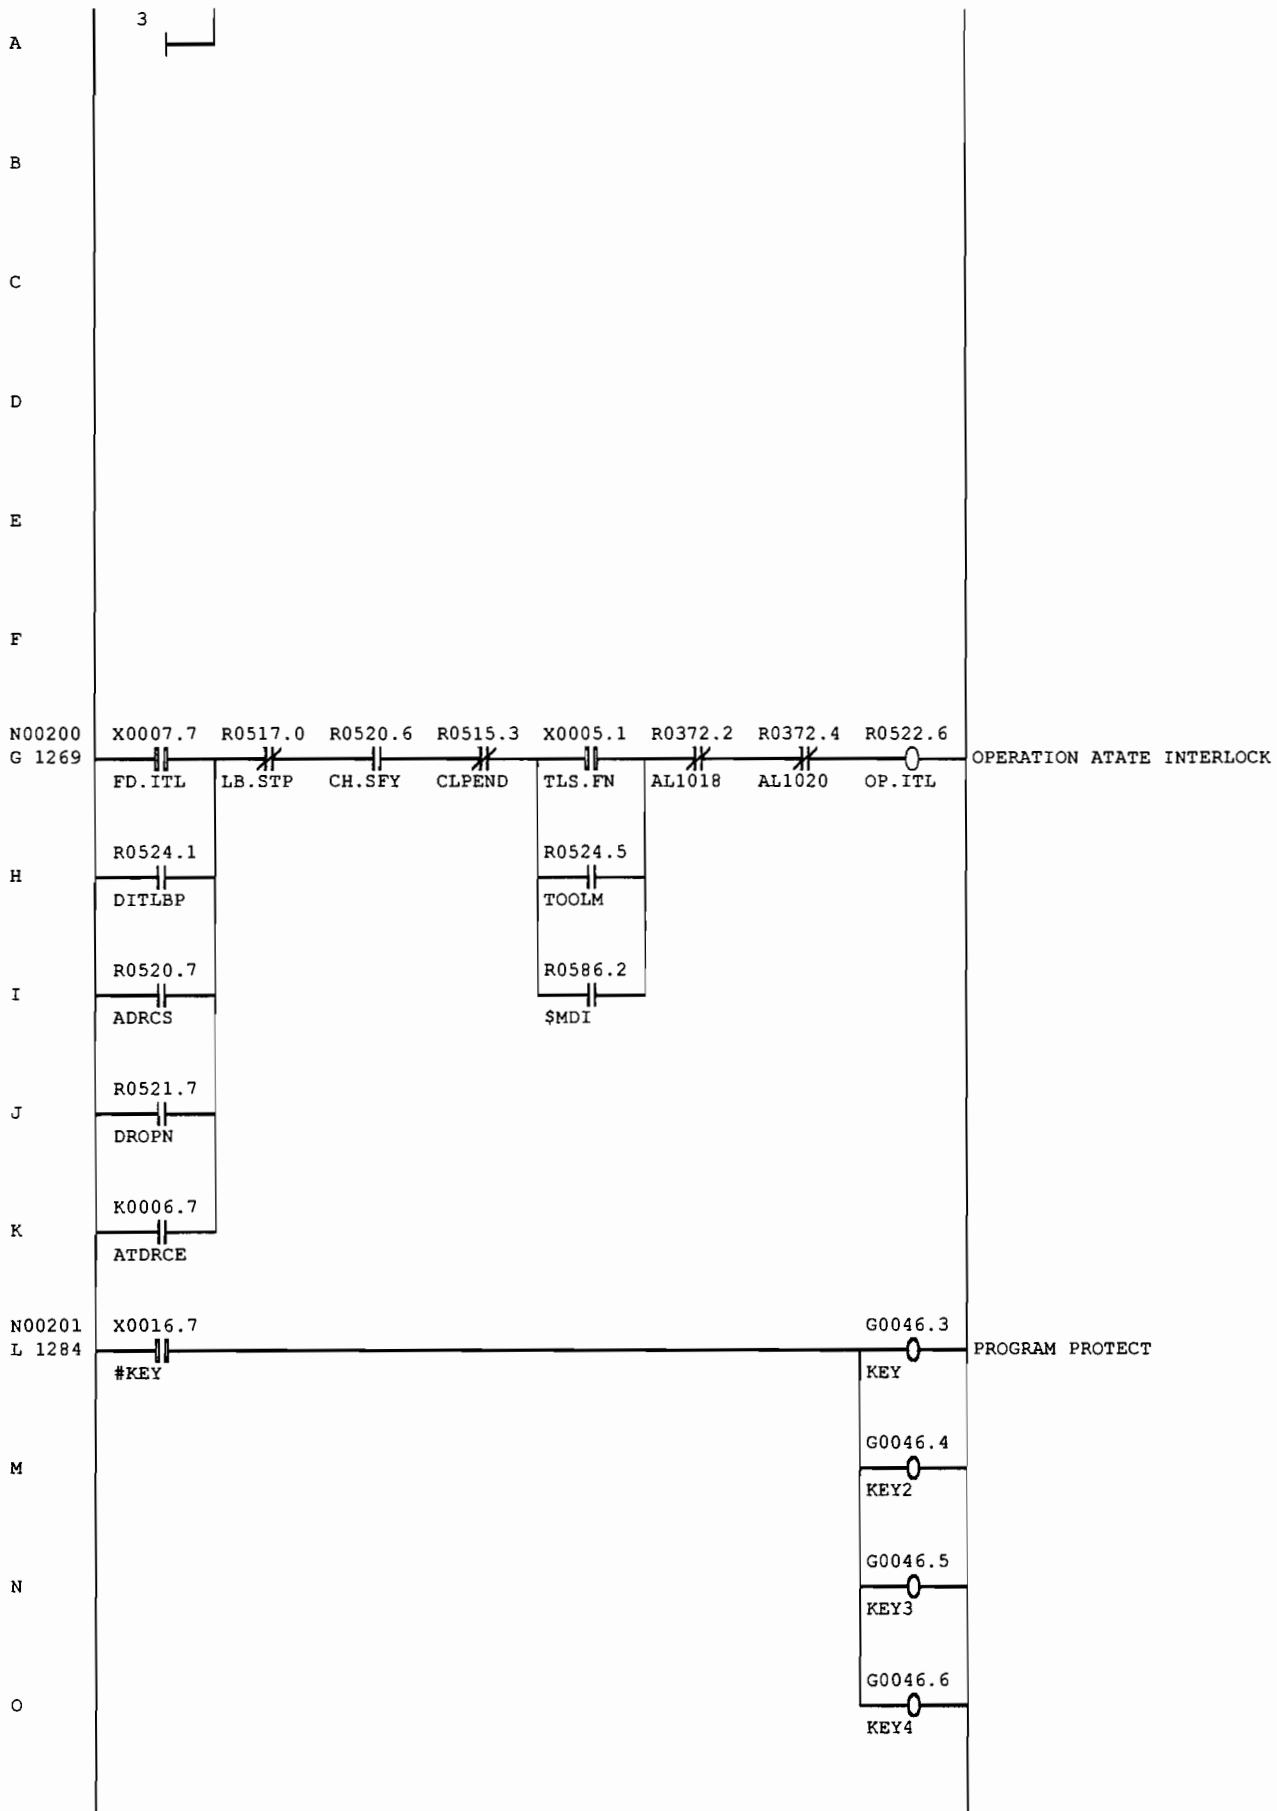 3
A
B
C
D
E
F
N00200 X0007.7 R0517.0 R0520.6 R0515.3 X0005.1 R0372.2 R0372.4 R0522.6
G 1269 OPERATION ATATE INTERLOCK
FD.ITL LB.STP CH.SFY CLPEND TLS.FN AL1018 AL1020 OP.ITL
R0524.1 R0524.5
H
DITLBP TOOLM
R0520.7 R0586.2
I
ADRCS $MDI
R0521.7
J
DROPN
K0006.7
K
ATDRCE
N00201 X0016.7 G0046.3
L 1284 PROGRAM PROTECT
#KEY KEY
G0046.4
M
KEY2
G0046.5
N
KEY3
G0046.6
O
KEY4